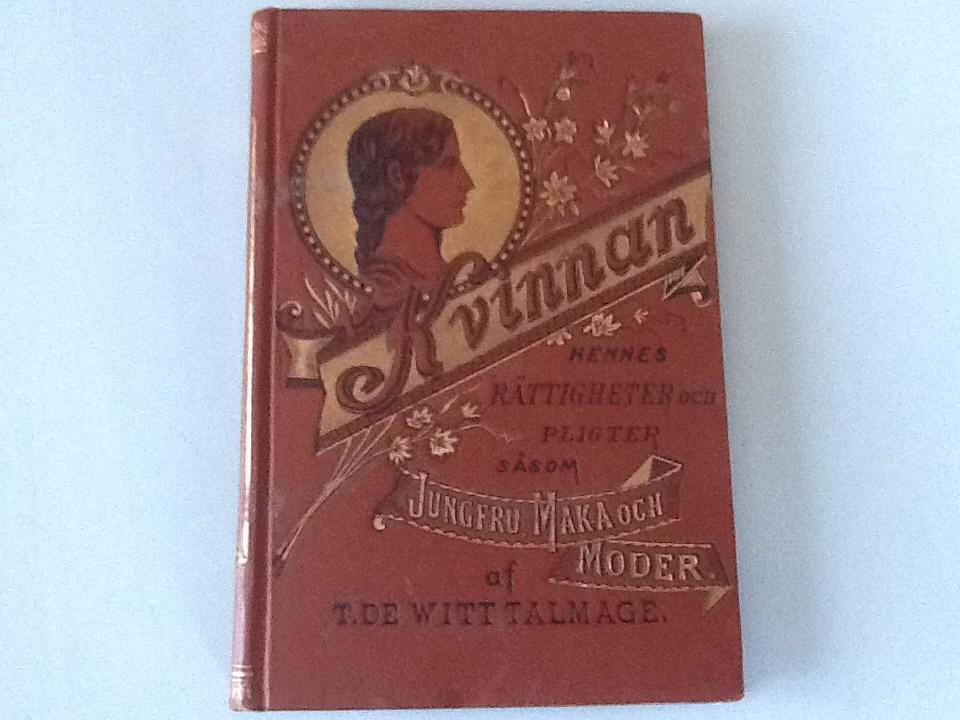 Kvinnan
HENNES
RÄTTIGHETER OCH
PLIGTER
SÅSOM
JUNGFRU, MAKA OCH
MODER.
af
T. DE WITT TALMAGE.